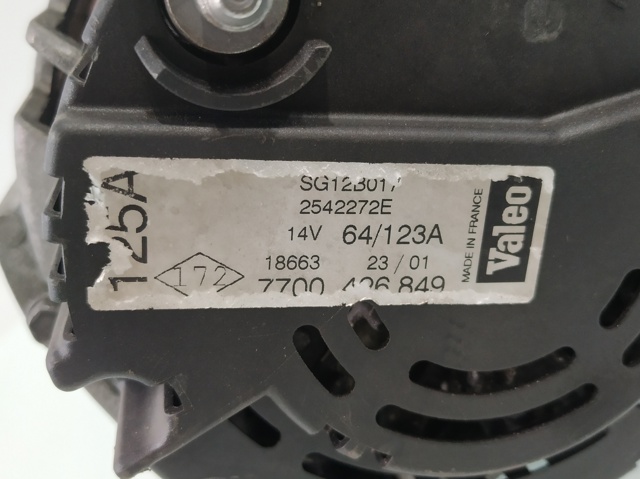 125A
SG12B017
2542272E
14V 64/123A
18663 23/01
172
7700 426 849
MADE IN FRANCE
Valeo